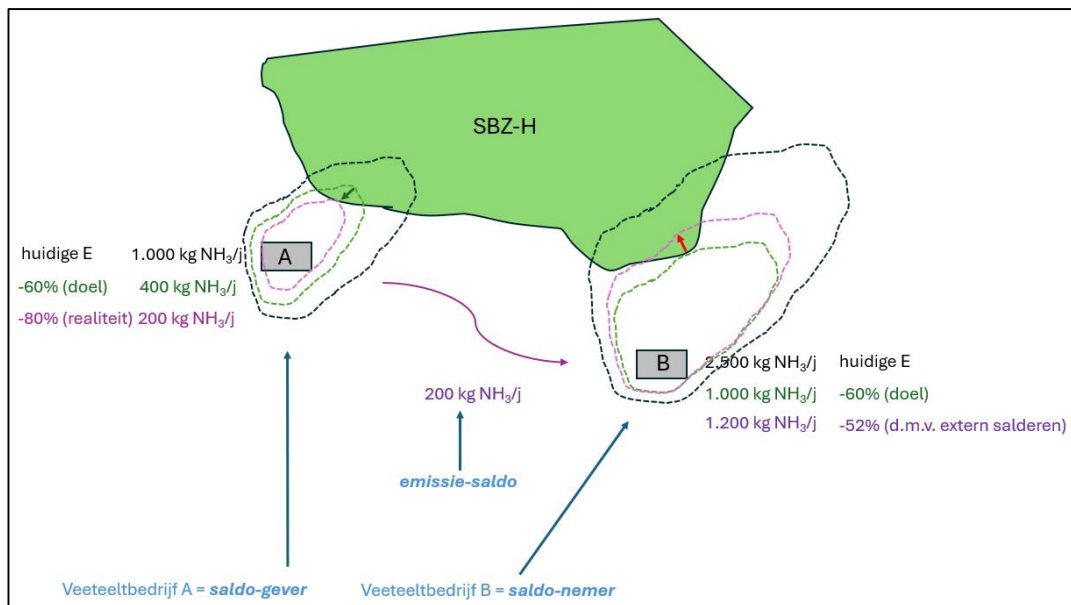 SBZ-H
A
huidige E 1.000 kg NH₃/j
-60% (doel) 400 kg NH₃/j
-80% (realiteit) 200 kg NH₃/j
B
2.500 kg NH₃/j huidige E
1.000 kg NH₃/j -60% (doel)
1.200 kg NH₃/j -52% (d.m.v. extern salderen)
200 kg NH₃/j
emissie-saldo
Veeteeltbedrijf A = saldo-gever
Veeteeltbedrijf B = saldo-nemer